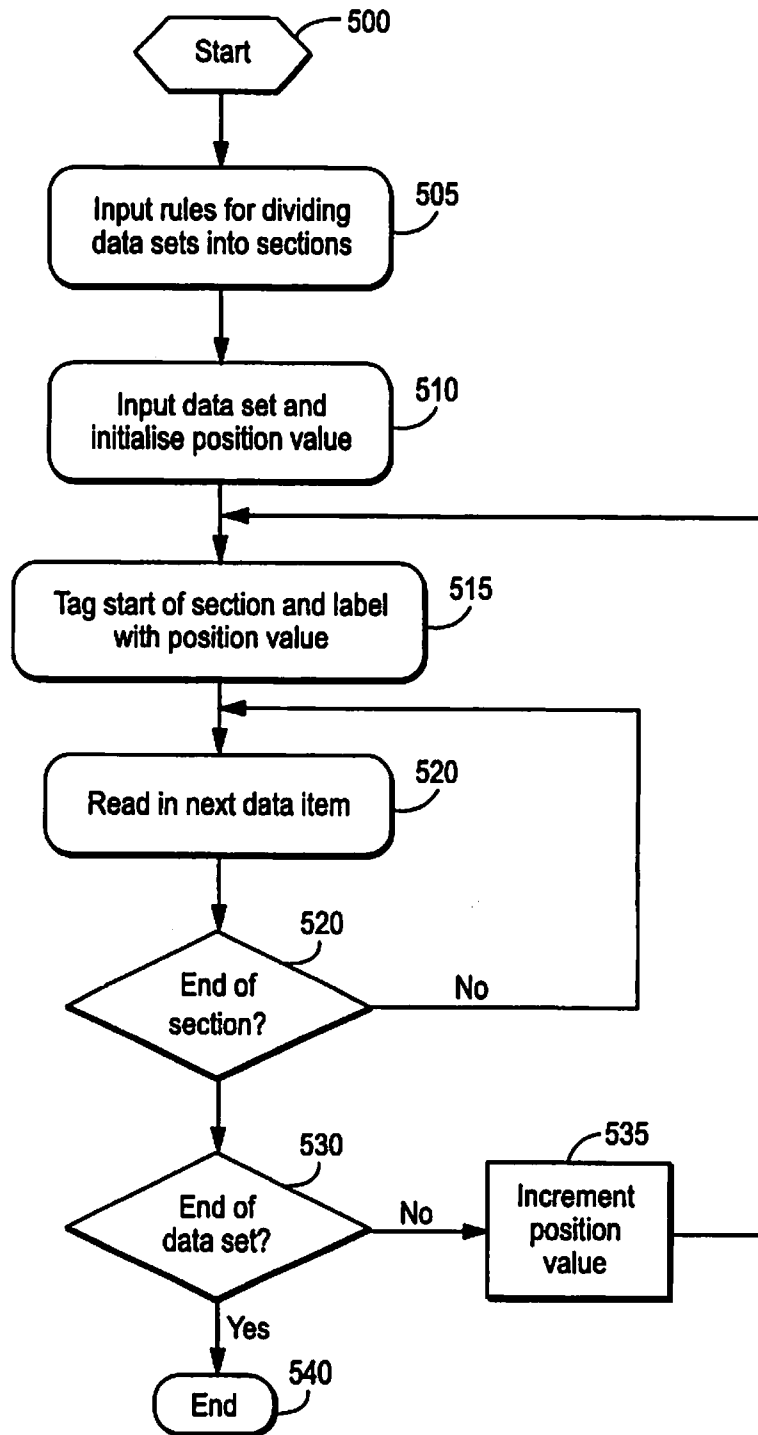 500
Start
505
Input rules for dividing
data sets into sections
510
Input data set and
initialise position value
515
Tag start of section and label
with position value
520
Read in next data item
520
End of
section?
No
530
End of
data set?
No
535
Increment
position
value
Yes
540
End